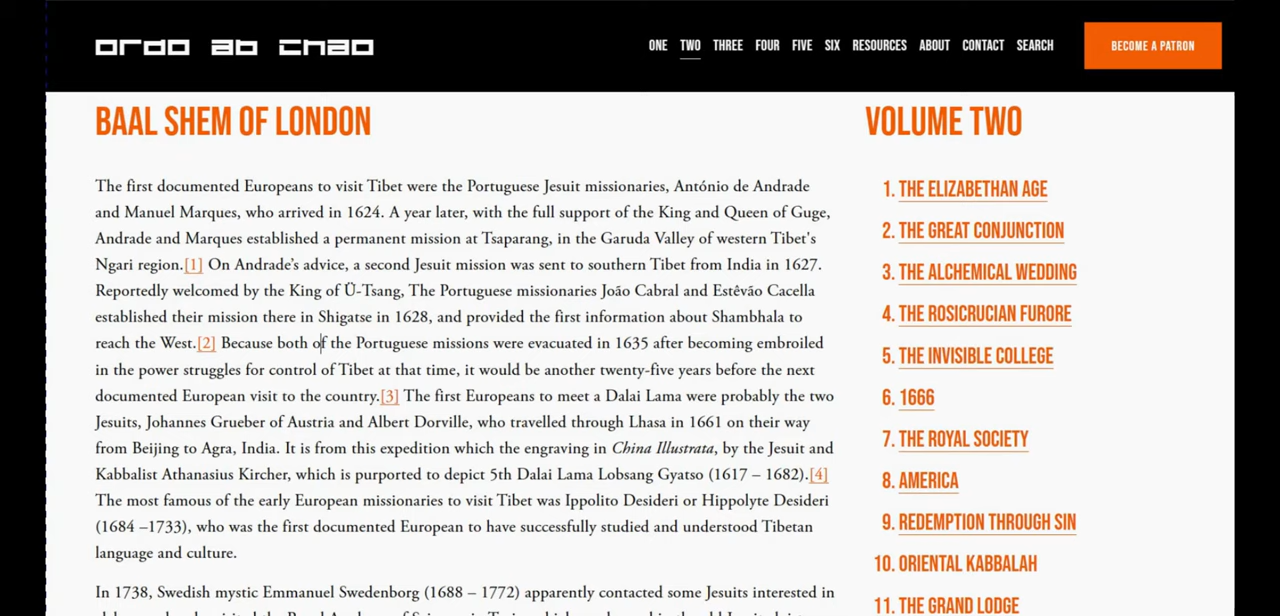 ordo ab chao
ONE TWO THREE FOUR FIVE SIX RESOURCES ABOUT CONTACT SEARCH BECOME A PATRON
BAAL SHEM OF LONDON
The first documented Europeans to visit Tibet were the Portuguese Jesuit missionaries, António de Andrade
and Manuel Marques, who arrived in 1624. A year later, with the full support of the King and Queen of Guge,
Andrade and Marques established a permanent mission at Tsaparang, in the Garuda Valley of western Tibet's
Ngari region.[1] On Andrade’s advice, a second Jesuit mission was sent to southern Tibet from India in 1627.
Reportedly welcomed by the King of Ü-Tsang, The Portuguese missionaries João Cabral and Estêvão Cacella
established their mission there in Shigatse in 1628, and provided the first information about Shambhala to
reach the West.[2] Because both of the Portuguese missions were evacuated in 1635 after becoming embroiled
in the power struggles for control of Tibet at that time, it would be another twenty-five years before the next
documented European visit to the country.[3] The first Europeans to meet a Dalai Lama were probably the two
Jesuits, Johannes Grueber of Austria and Albert Dorville, who travelled through Lhasa in 1661 on their way
from Beijing to Agra, India. It is from this expedition which the engraving in China Illustrata, by the Jesuit and
Kabbalist Athanasius Kircher, which is purported to depict 5th Dalai Lama Lobsang Gyatso (1617 – 1682).[4]
The most famous of the early European missionaries to visit Tibet was Ippolito Desideri or Hippolyte Desideri
(1684 –1733), who was the first documented European to have successfully studied and understood Tibetan
language and culture.
In 1738, Swedish mystic Emmanuel Swedenborg (1688 – 1772) apparently contacted some Jesuits interested in
VOLUME TWO
1. THE ELIZABETHAN AGE
2. THE GREAT CONJUNCTION
3. THE ALCHEMICAL WEDDING
4. THE ROSICRUCIAN FURORE
5. THE INVISIBLE COLLEGE
6. 1666
7. THE ROYAL SOCIETY
8. AMERICA
9. REDEMPTION THROUGH SIN
10. ORIENTAL KABBALAH
11. THE GRAND LODGE